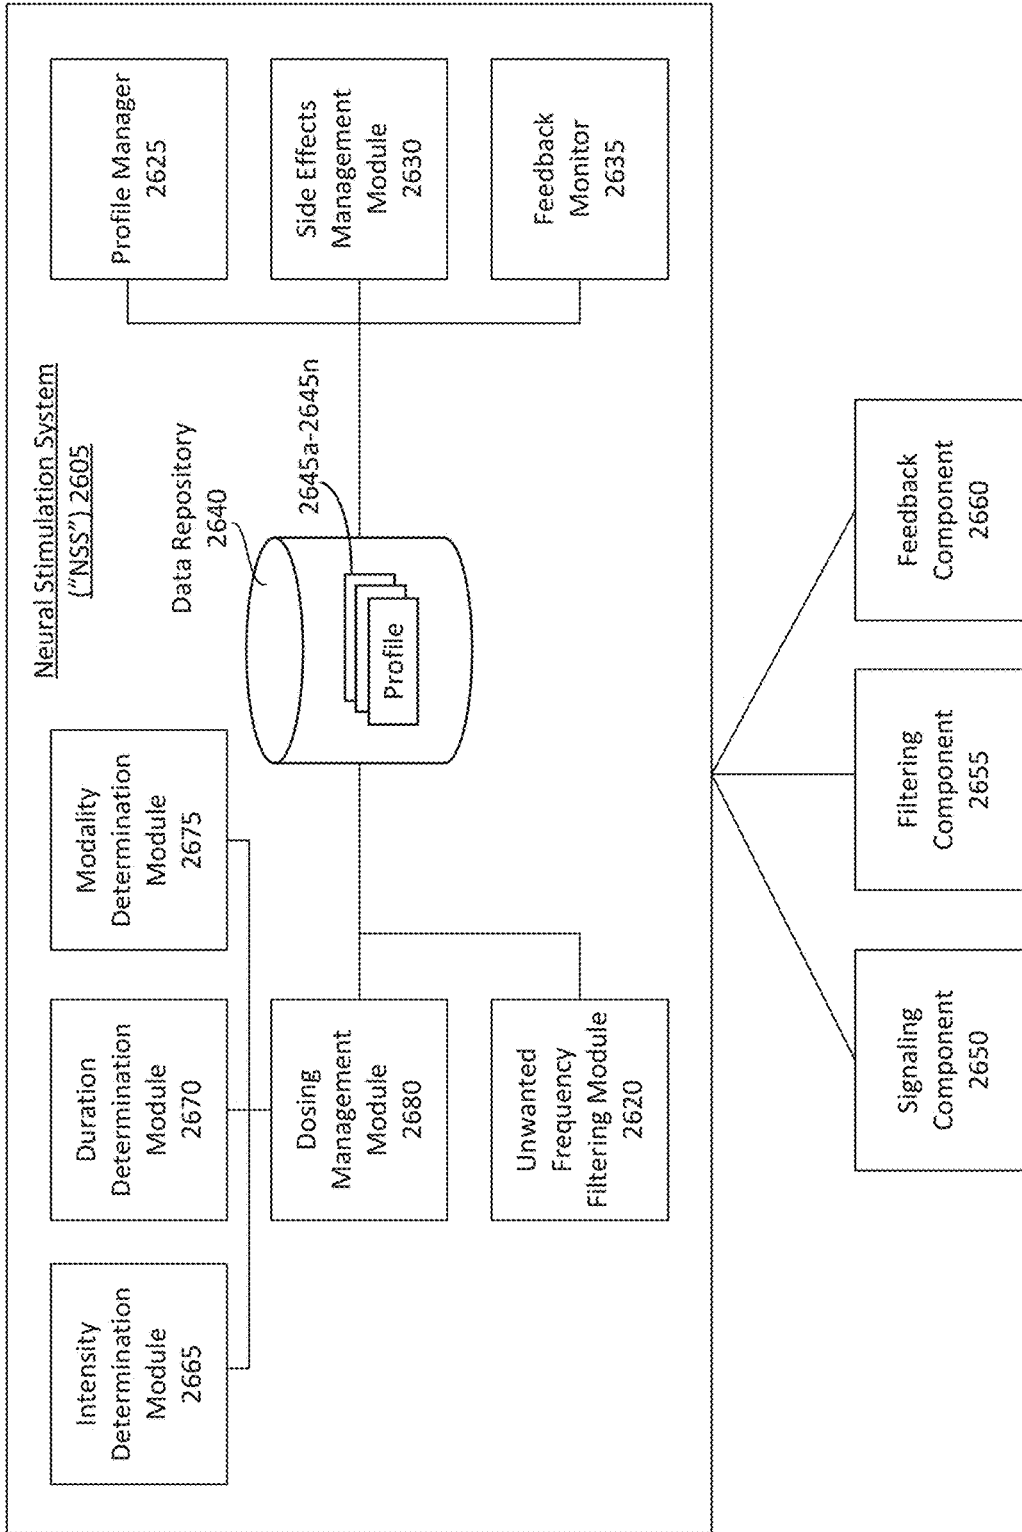 Neural Stimulation System
("NSS") 2605
Intensity
Determination
Module
2665
Duration
Determination
Module
2670
Modality
Determination
Module
2675
Data Repository
2640
Profile Manager
2625
Dosing
Management
Module
2680
Profile
2645a-2645n
Side Effects
Management
Module
2630
Unwanted
Frequency
Filtering Module
2620
Feedback
Monitor
2635
Signaling
Component
2650
Filtering
Component
2655
Feedback
Component
2660